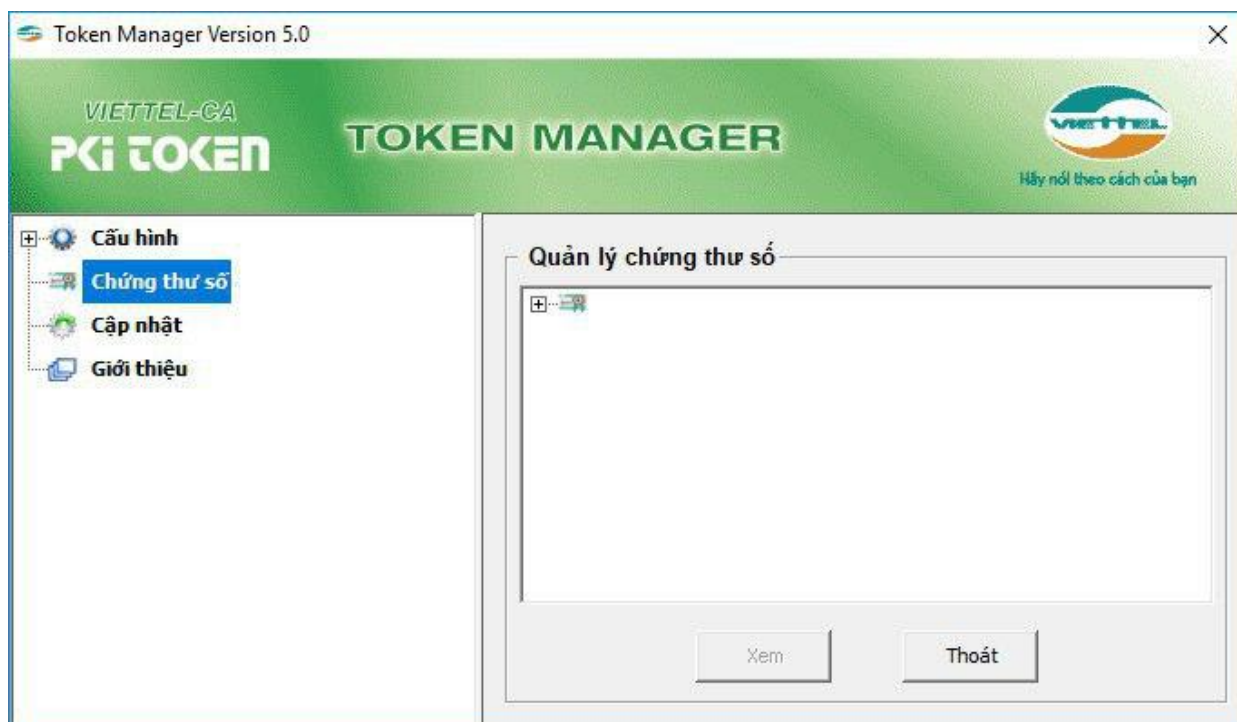 Token Manager Version 5.0
VIETTEL-CA
PKi TOKEN
TOKEN MANAGER
VIETTEL
Hãy nói theo cách của bạn
Cấu hình
Chứng thư số
Cập nhật
Giới thiệu
Quản lý chứng thư số
Xem
Thoát